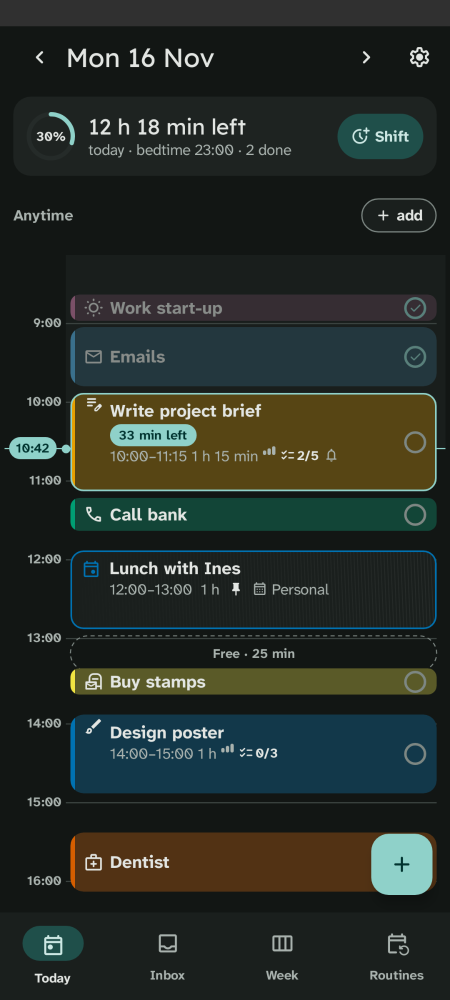 Mon 16 Nov
30%
12 h 18 min left
today · bedtime 23:00 · 2 done
Shift
Anytime
+ add
Work start-up
9:00
Emails
10:00
Write project brief
33 min left
10:42
10:00–11:15 1 h 15 min 2/5
11:00
Call bank
12:00
Lunch with Ines
12:00–13:00 1 h Personal
13:00
Free · 25 min
Buy stamps
14:00
Design poster
14:00–15:00 1 h 0/3
15:00
Dentist
16:00
Today
Inbox
Week
Routines